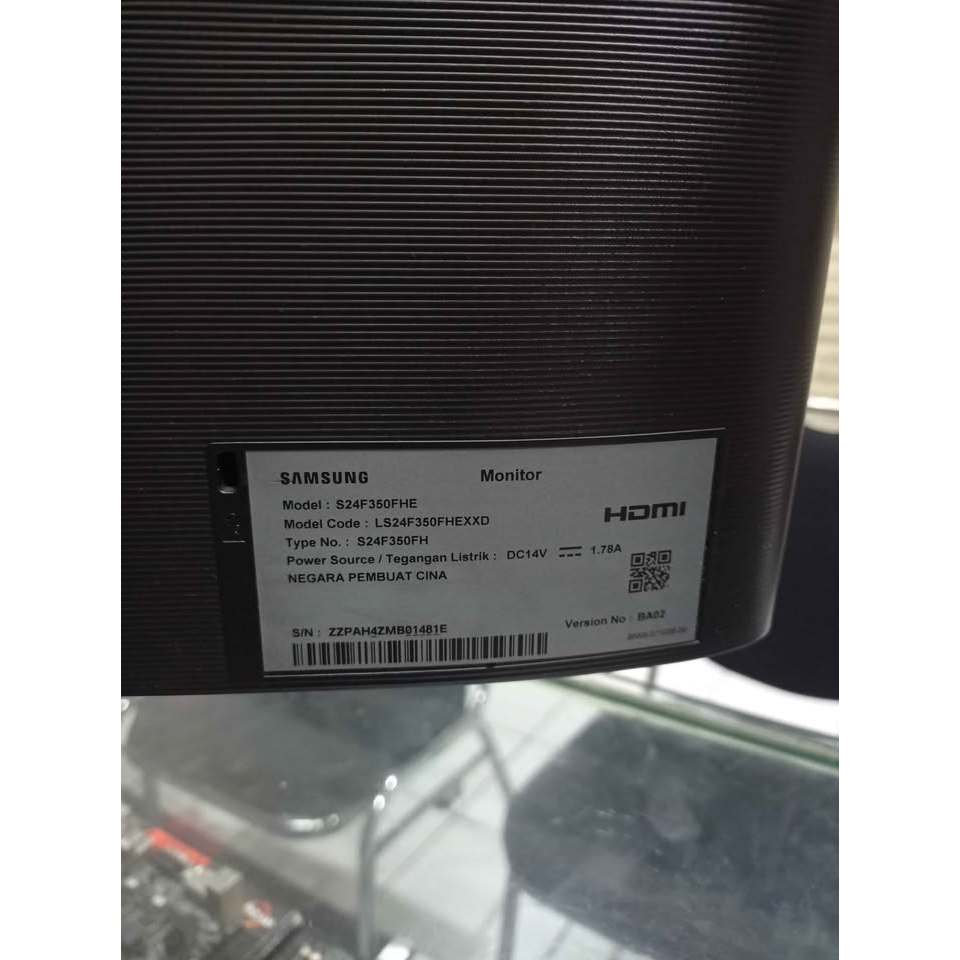 SAMSUNG Monitor
Model : S24F350FHE
Model Code : LS24F350FHEXXD
HDMI
Type No. : S24F350FH
Power Source / Tegangan Listrik : DC14V 1.78A
NEGARA PEMBUAT CINA
S/N : ZZPAH4ZMB01481E
Version No : BA02